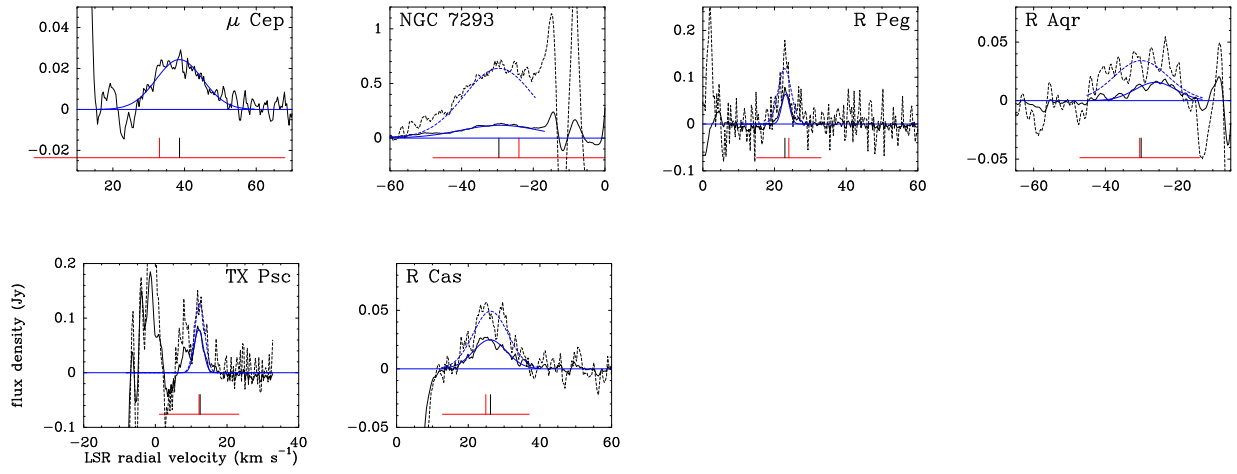 μ Cep
0.04
0.02
0
−0.02
20 40 60
NGC 7293
1
0.5
0
−60 −40 −20 0
R Peg
0.2
0.1
0
−0.1
0 20 40 60
R Aqr
0.05
0
−0.05
−60 −40 −20
TX Psc
0.2
0.1
0
−0.1
−20 0 20 40
flux density (Jy)
LSR radial velocity (km s⁻¹)
R Cas
0.05
0
−0.05
0 20 40 60